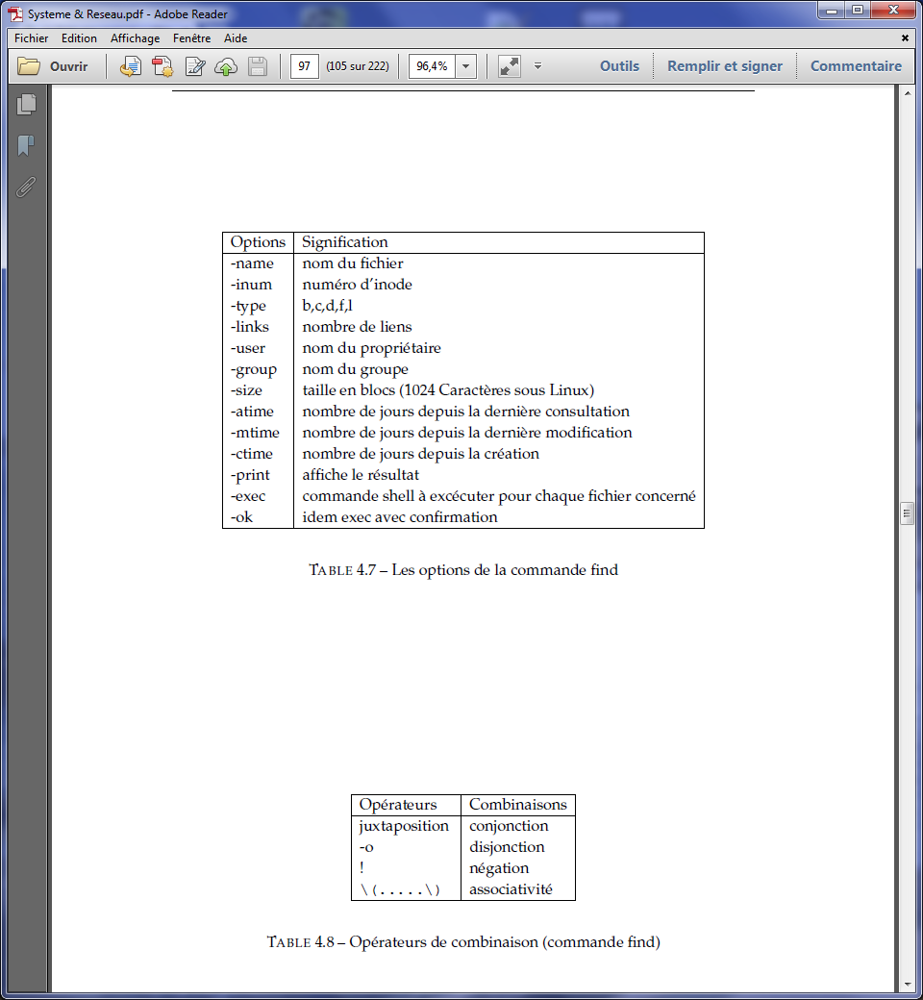 Systeme & Reseau.pdf - Adobe Reader
Fichier Edition Affichage Fenêtre Aide
Ouvrir 97 (105 sur 222) 96,4% Outils Remplir et signer Commentaire
Options Signification
-name nom du fichier
-inum numéro d'inode
-type b,c,d,f,l
-links nombre de liens
-user nom du propriétaire
-group nom du groupe
-size taille en blocs (1024 Caractères sous Linux)
-atime nombre de jours depuis la dernière consultation
-mtime nombre de jours depuis la dernière modification
-ctime nombre de jours depuis la création
-print affiche le résultat
-exec commande shell à excécuter pour chaque fichier concerné
-ok idem exec avec confirmation
TABLE 4.7 – Les options de la commande find
Opérateurs Combinaisons
juxtaposition conjonction
-o disjonction
! négation
\(.....\) associativité
TABLE 4.8 – Opérateurs de combinaison (commande find)